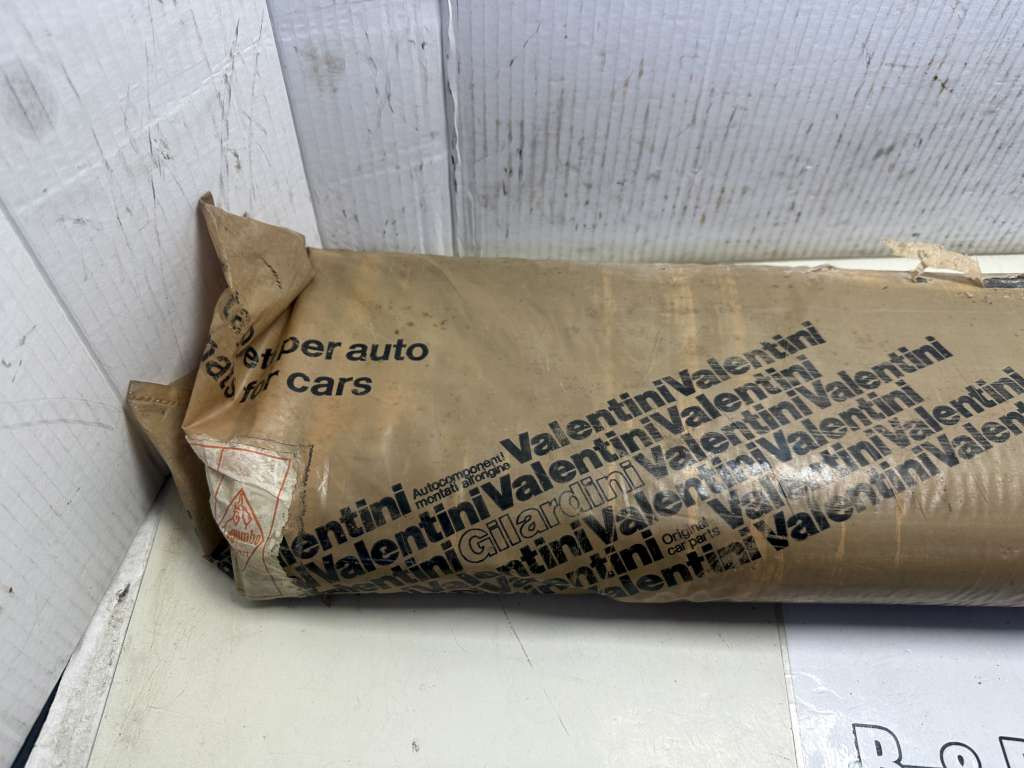 per auto
for cars
Valentini
Valentini
Autocomponenti
montati all'origine
Valentini
Valentini
Valentini
Valentini
Valentini
Gilardini
Valentini
Valentini
Valentini
Valentini
Original
car parts
Valentini
Valentini
Valentini
Valentini